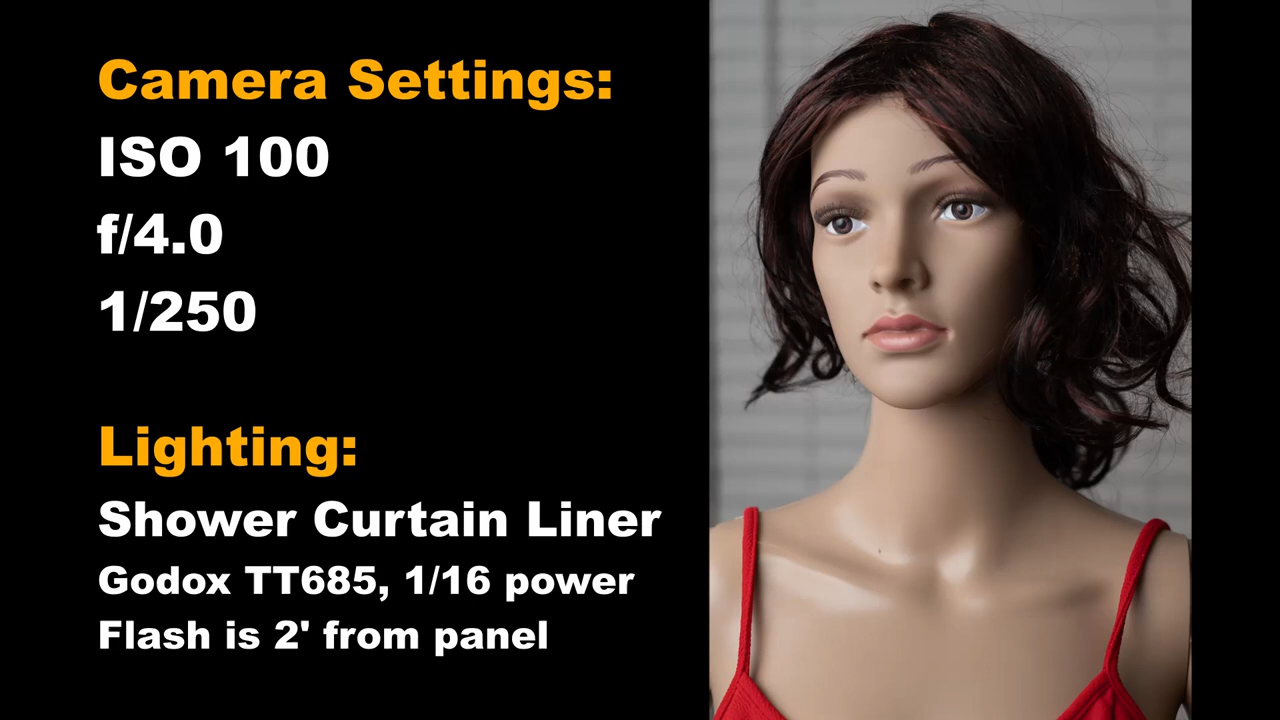 Camera Settings:
ISO 100
f/4.0
1/250
Lighting:
Shower Curtain Liner
Godox TT685, 1/16 power
Flash is 2' from panel